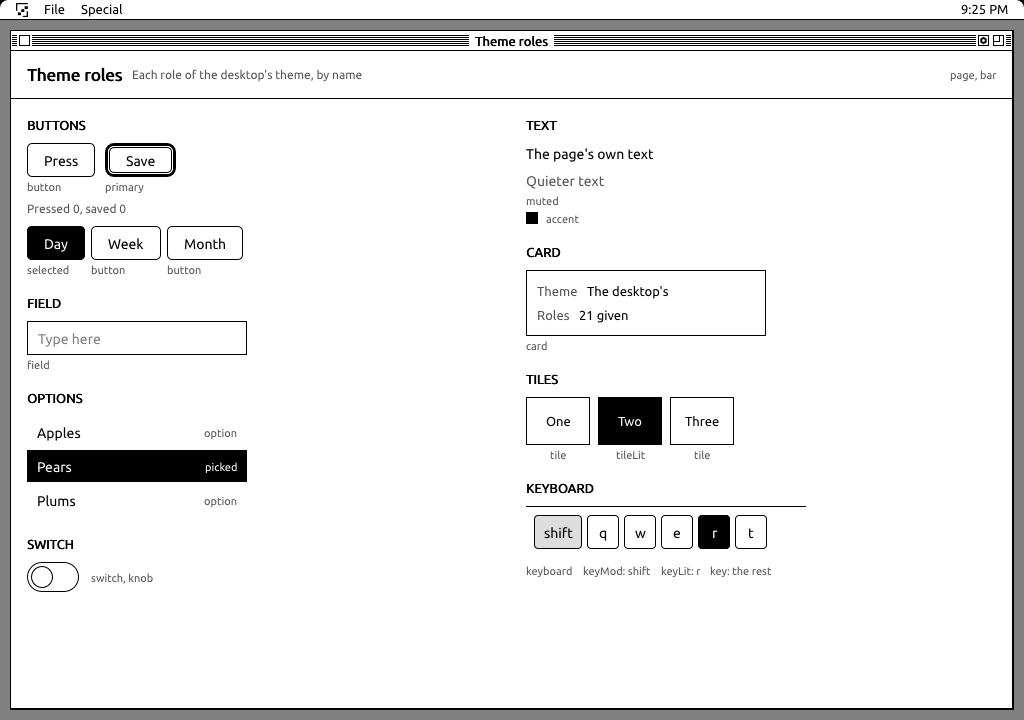 File Special 9:25 PM
Theme roles
Theme roles Each role of the desktop's theme, by name page, bar
BUTTONS
Press Save
button primary
Pressed 0, saved 0
Day Week Month
selected button button
FIELD
Type here
field
OPTIONS
Apples option
Pears picked
Plums option
SWITCH
switch, knob
TEXT
The page's own text
Quieter text
muted
accent
CARD
Theme The desktop's
Roles 21 given
card
TILES
One Two Three
tile tileLit tile
KEYBOARD
shift q w e r t
keyboard keyMod: shift keyLit: r key: the rest